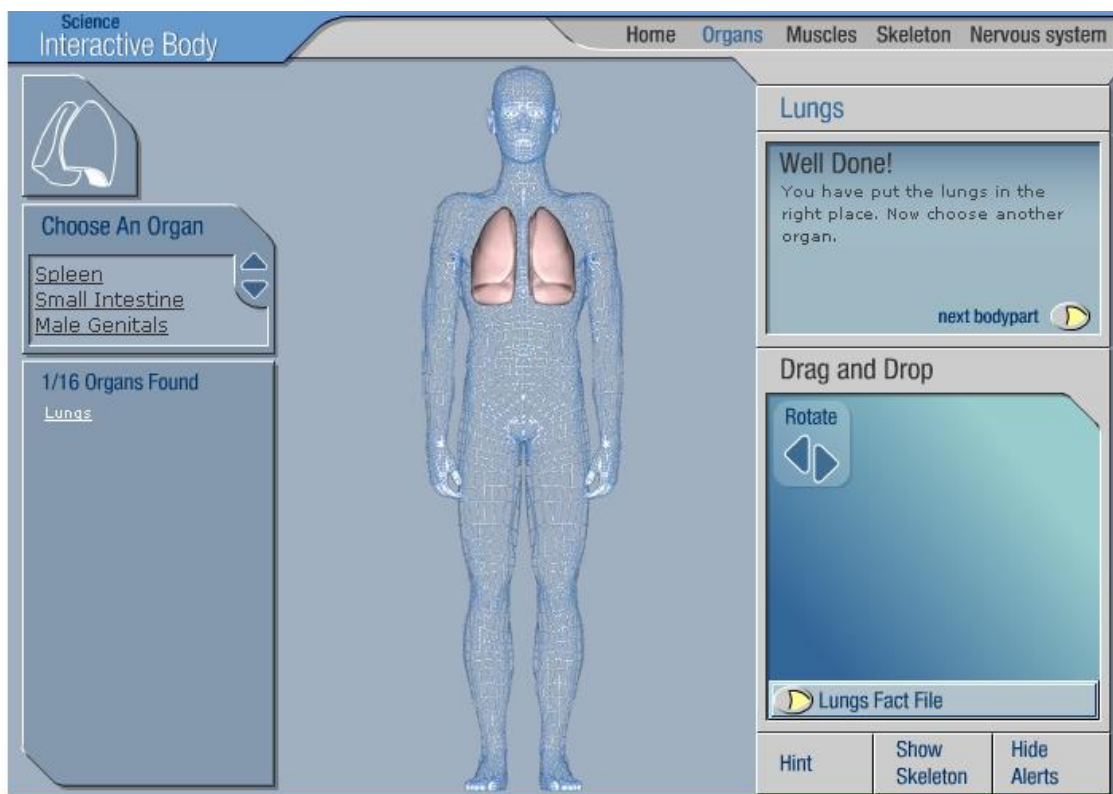 Science
Interactive Body
Home Organs Muscles Skeleton Nervous system
Choose An Organ
Spleen
Small Intestine
Male Genitals
1/16 Organs Found
Lungs
Lungs
Well Done!
You have put the lungs in the
right place. Now choose another
organ.
next bodypart
Drag and Drop
Rotate
Lungs Fact File
Hint
Show
Skeleton
Hide
Alerts